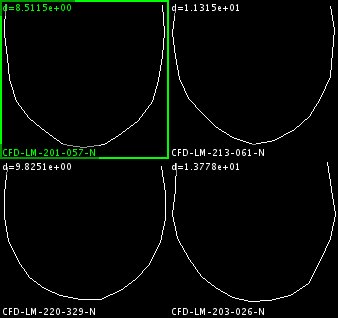 d=8.5115e+00
d=1.1315e+01
CFD-LM-201-057-N
CFD-LM-213-061-N
d=9.8251e+00
d=1.3778e+01
CFD-LM-220-329-N
CFD-LM-203-026-N